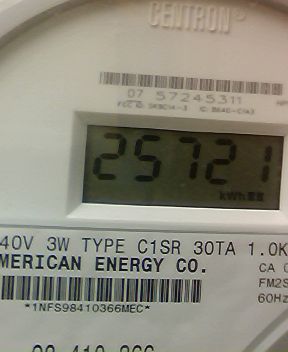 CENTRON®
07 57245311
25721
kWh
40V 3W TYPE C1SR 30TA 1.0K
MERICAN ENERGY CO.
CA 0
FM2S
60Hz
*1NFS98410366MEC*